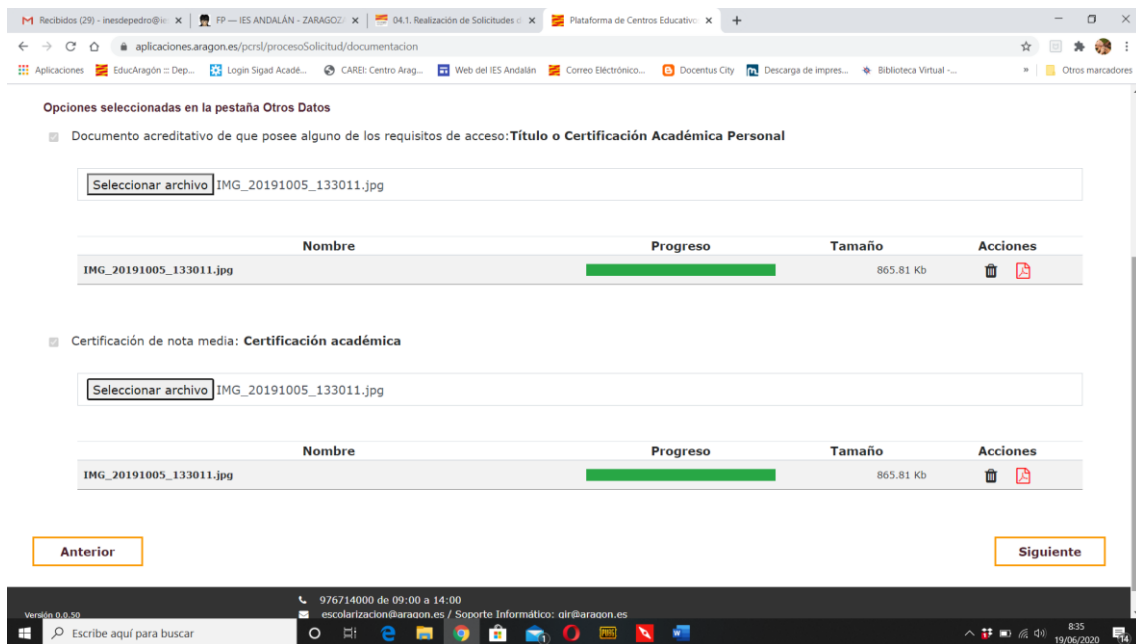 Recibidos (29) - inesdepedro@ie
FP — IES ANDALÁN - ZARAGOZ
04.1. Realización de Solicitudes d
Plataforma de Centros Educativo
aplicaciones.aragon.es/pcrsl/procesoSolicitud/documentacion
Aplicaciones
EducAragón ::: Dep...
Login Sigad Acadé...
CAREI: Centro Arag...
Web del IES Andalán
Correo Eléctrónico...
Docentus City
Descarga de impres...
Biblioteca Virtual -...
»
Otros marcadores
Opciones seleccionadas en la pestaña Otros Datos
Documento acreditativo de que posee alguno de los requisitos de acceso:Título o Certificación Académica Personal
Seleccionar archivo IMG_20191005_133011.jpg
Nombre Progreso Tamaño Acciones
IMG_20191005_133011.jpg 865.81 Kb
Certificación de nota media: Certificación académica
Seleccionar archivo IMG_20191005_133011.jpg
Nombre Progreso Tamaño Acciones
IMG_20191005_133011.jpg 865.81 Kb
Anterior Siguiente
976714000 de 09:00 a 14:00
Versión 0.0.50 escolarizacion@aragon.es / Soporte Informático: gir@aragon.es
Escribe aquí para buscar
8:35
19/06/2020